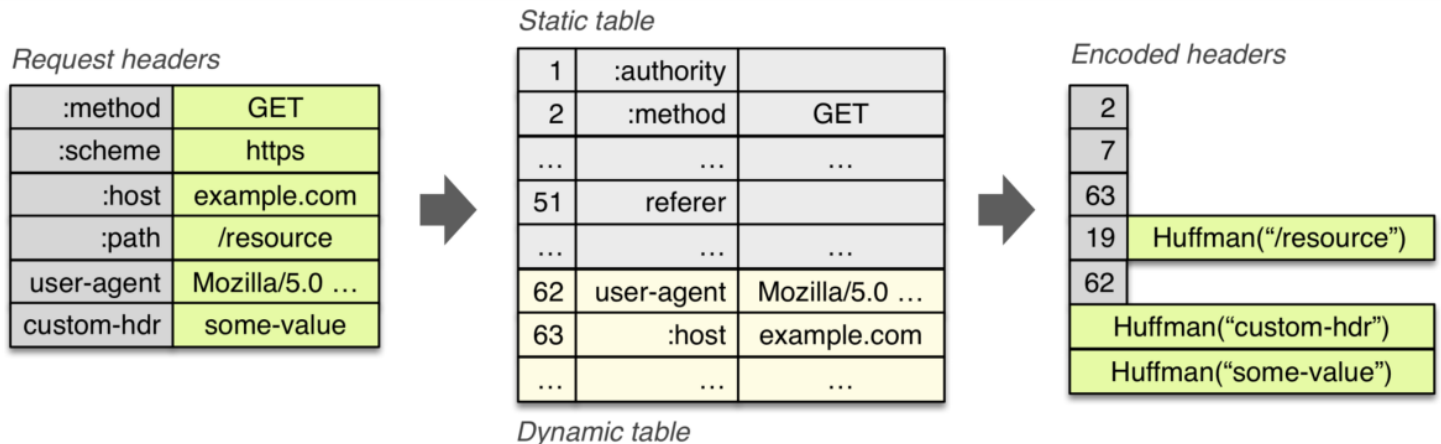 Request headers
:method GET
:scheme https
:host example.com
:path /resource
user-agent Mozilla/5.0 …
custom-hdr some-value
Static table
1 :authority
2 :method GET
… … …
51 referer
… … …
62 user-agent Mozilla/5.0 …
63 :host example.com
… … …
Dynamic table
Encoded headers
2
7
63
19 Huffman(“/resource”)
62
Huffman(“custom-hdr”)
Huffman(“some-value”)